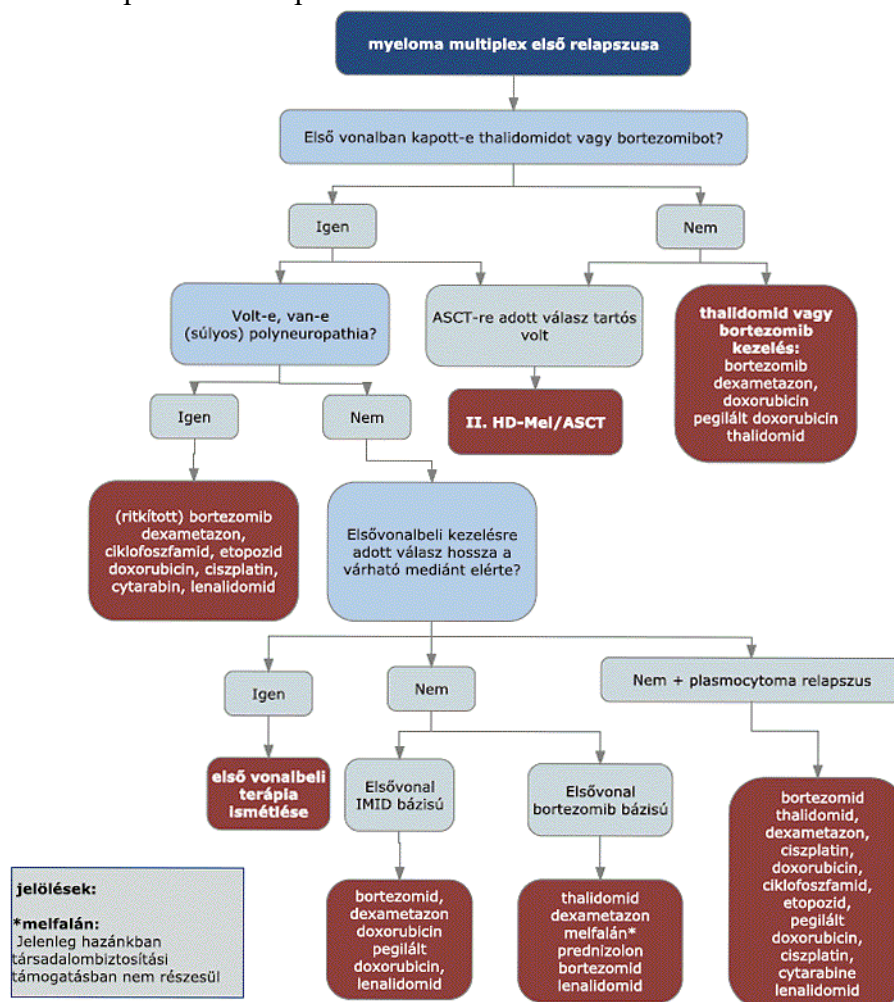 myeloma multiplex első relapszusa
Első vonalban kapott-e thalidomidot vagy bortezomibot?
Igen
Nem
Volt-e, van-e
(súlyos) polyneuropathia?
ASCT-re adott válasz tartós
volt
thalidomid vagy
bortezomib
kezelés:
bortezomib
dexametazon,
doxorubicin
pegilált doxorubicin
thalidomid
Igen
Nem
II. HD-Mel/ASCT
(ritkított) bortezomib
dexametazon,
ciklofoszfamid, etopozid
doxorubicin, ciszplatin,
cytarabin, lenalidomid
Elsővonalbeli kezelésre
adott válasz hossza a
várható mediánt elérte?
Igen
Nem
Nem + plasmocytoma relapszus
első vonalbeli
terápia
ismétlése
Elsővonal
IMID bázisú
Elsővonal
bortezomib bázisú
bortezomid,
dexametazon
doxorubicin
pegilált
doxorubicin,
lenalidomid
thalidomid
dexametazon
melfalán*
prednizolon
bortezomid
lenalidomid
bortezomid
thalidomid,
dexametazon,
ciszplatin,
doxorubicin,
ciklofoszfamid,
etopozid,
pegilált
doxorubicin,
ciszplatin,
cytarabine
lenalidomid
jelölések:
*melfalán:
Jelenleg hazánkban
társadalombiztosítási
támogatásban nem részesül